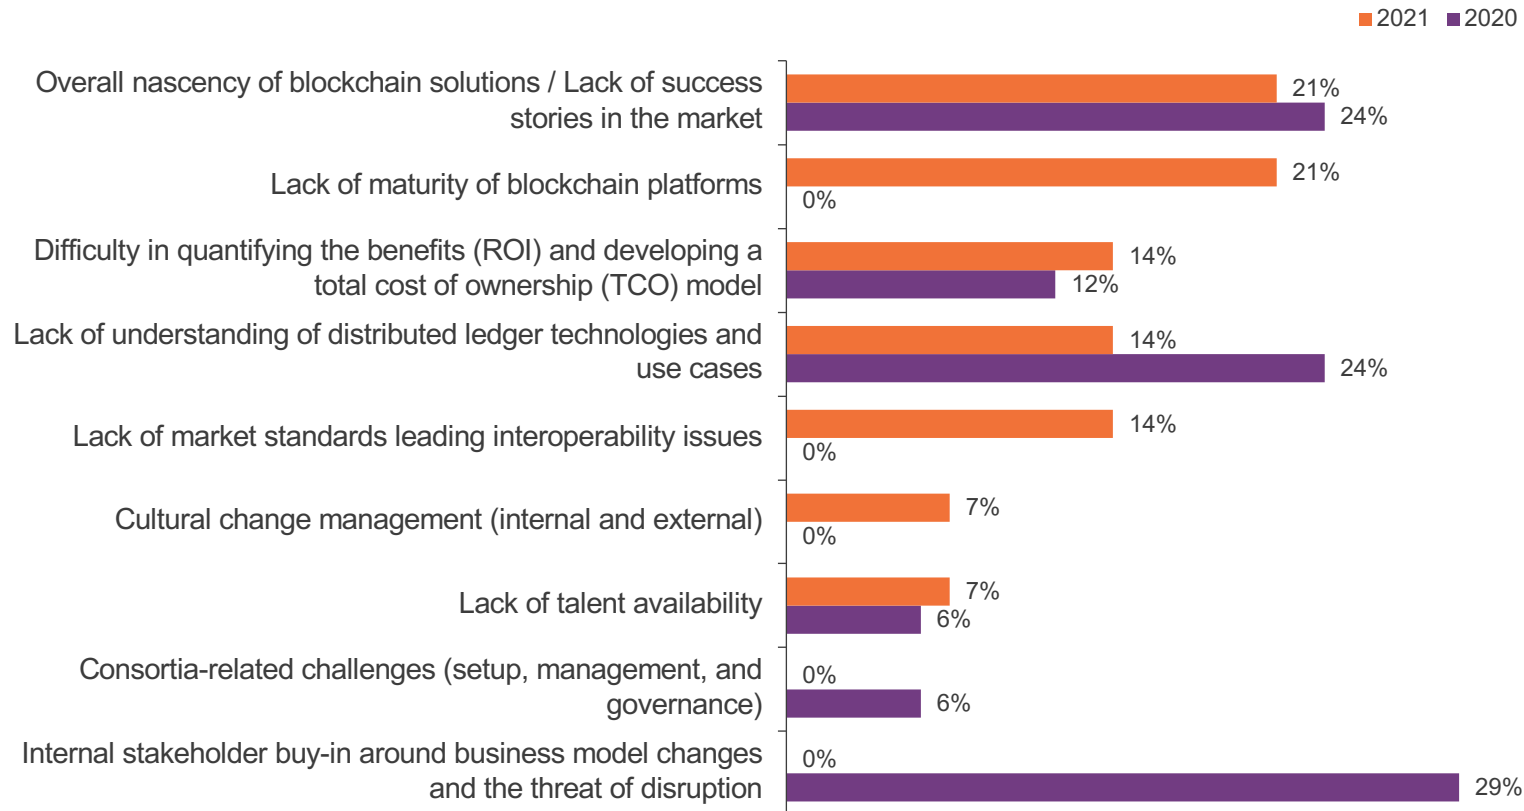 2021 2020
Overall nascency of blockchain solutions / Lack of success
stories in the market
21%
24%
Lack of maturity of blockchain platforms
21%
0%
Difficulty in quantifying the benefits (ROI) and developing a
total cost of ownership (TCO) model
14%
12%
Lack of understanding of distributed ledger technologies and
use cases
14%
24%
Lack of market standards leading interoperability issues
14%
0%
Cultural change management (internal and external)
7%
0%
Lack of talent availability
7%
6%
Consortia-related challenges (setup, management, and
governance)
0%
6%
Internal stakeholder buy-in around business model changes
and the threat of disruption
0%
29%